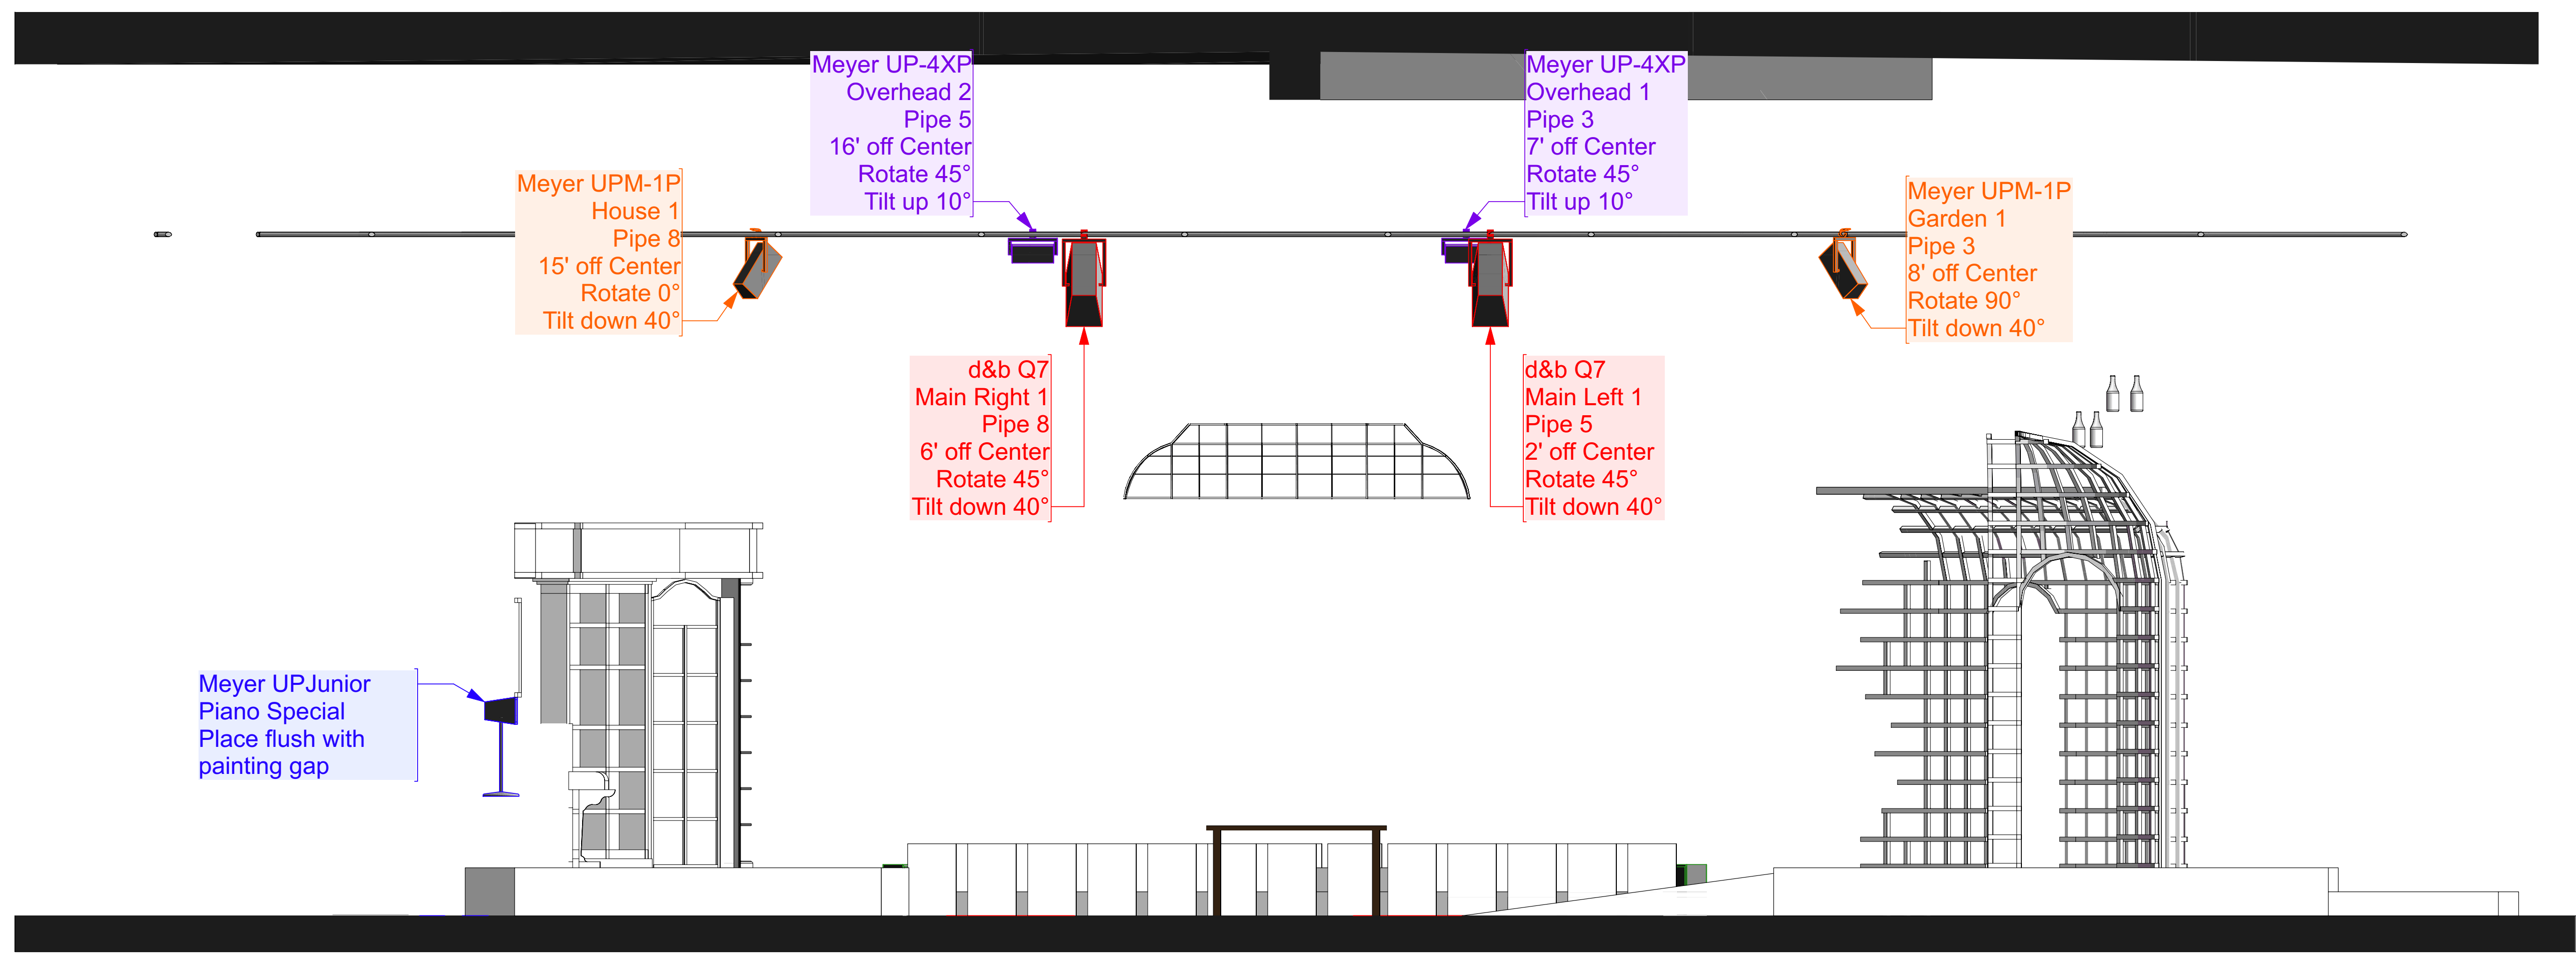 Meyer UP-4XP
Overhead 2
Pipe 5
16' off Center
Rotate 45°
Tilt up 10°
Meyer UP-4XP
Overhead 1
Pipe 3
7' off Center
Rotate 45°
Tilt up 10°
Meyer UPM-1P
House 1
Pipe 8
15' off Center
Rotate 0°
Tilt down 40°
Meyer UPM-1P
Garden 1
Pipe 3
8' off Center
Rotate 90°
Tilt down 40°
d&b Q7
Main Right 1
Pipe 8
6' off Center
Rotate 45°
Tilt down 40°
d&b Q7
Main Left 1
Pipe 5
2' off Center
Rotate 45°
Tilt down 40°
Meyer UPJunior
Piano Special
Place flush with
painting gap